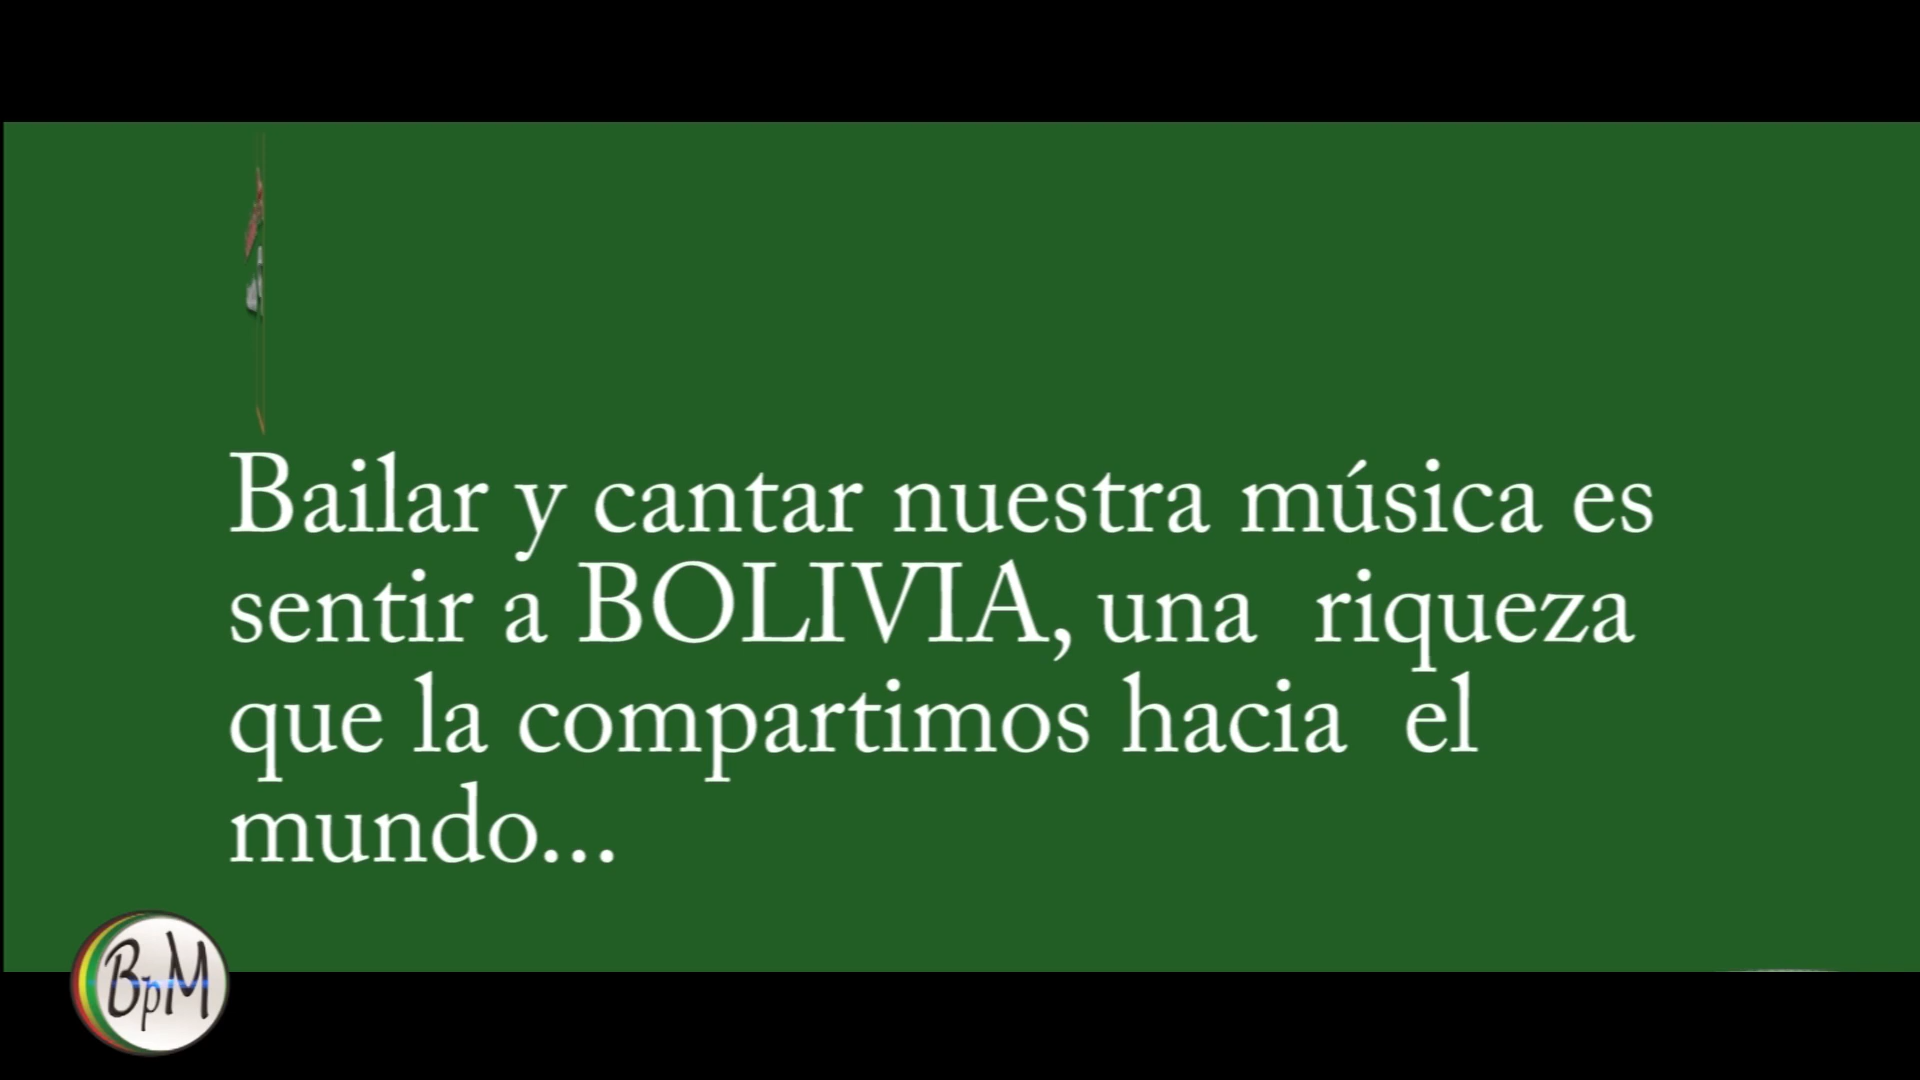 Bailar y cantar nuestra música es
sentir a BOLIVIA, una  riqueza
que la compartimos hacia  el
mundo...
BpM